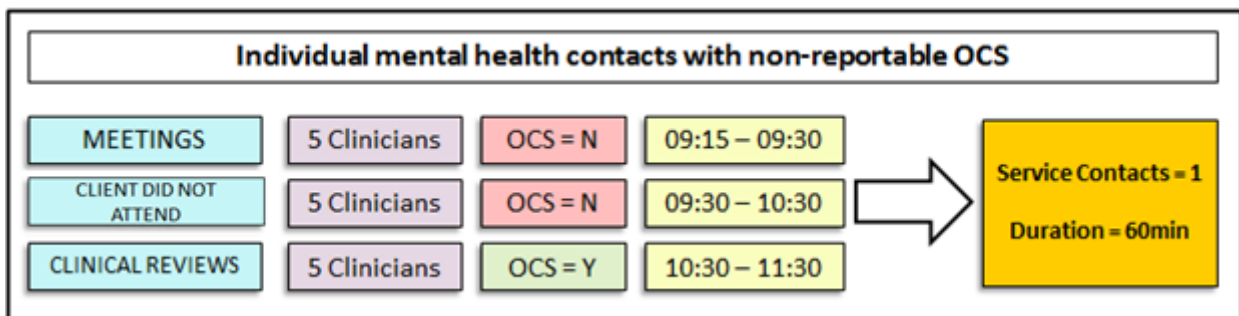 Individual mental health contacts with non-reportable OCS
MEETINGS
5 Clinicians
OCS = N
09:15 – 09:30
CLIENT DID NOT
ATTEND
5 Clinicians
OCS = N
09:30 – 10:30
CLINICAL REVIEWS
5 Clinicians
OCS = Y
10:30 – 11:30
Service Contacts = 1
Duration = 60min